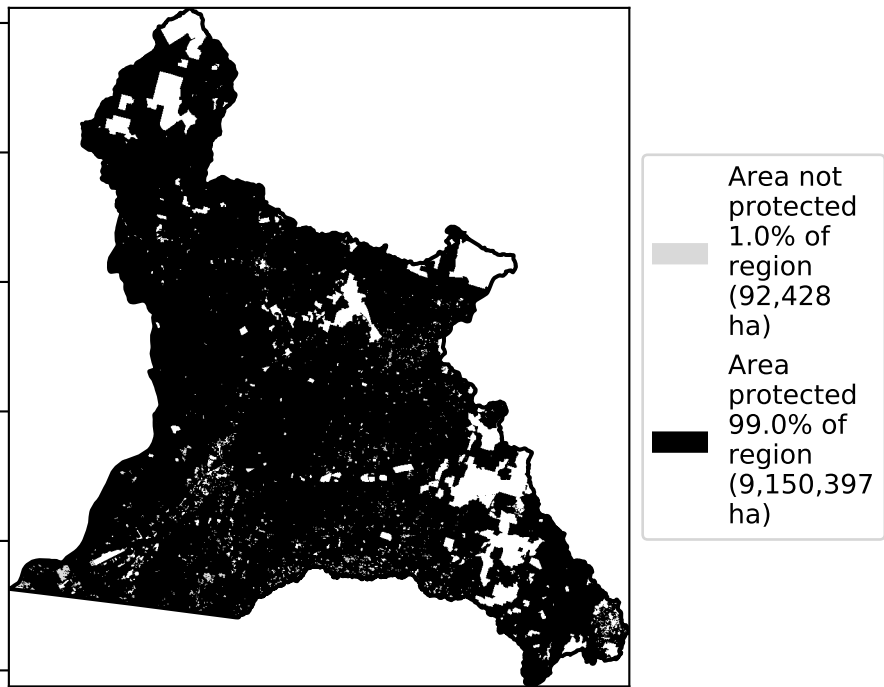 Area not
protected
1.0% of
region
(92,428
ha)
Area
protected
99.0% of
region
(9,150,397
ha)